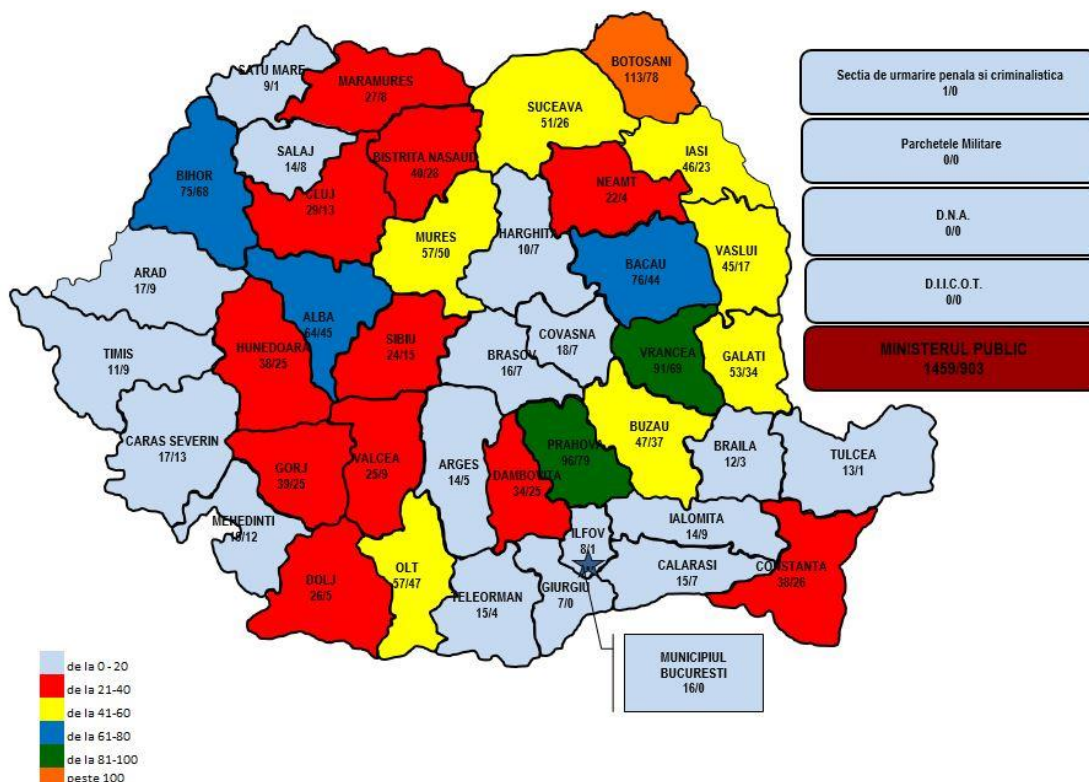 BOTOSANI
113/78
SATU MARE
9/1
MARAMURES
27/8
SUCEAVA
51/26
SALAJ
14/8
BISTRITA NASAUD
40/28
IASI
46/23
BIHOR
75/68
CLUJ
29/13
NEAMT
22/4
MURES
57/50
HARGHITA
10/7
VASLUI
45/17
ARAD
17/9
BACAU
76/44
ALBA
64/45
TIMIS
11/9
HUNEDOARA
38/25
SIBIU
24/15
BRASOV
16/7
COVASNA
18/7
VRANCEA
91/69
GALATI
53/34
CARAS SEVERIN
17/13
GORJ
39/25
VALCEA
25/9
ARGES
14/5
DAMBOVITA
34/25
PRAHOVA
96/79
BUZAU
47/37
BRAILA
12/3
TULCEA
13/1
MEHEDINTI
ILFOV
8/1
IALOMITA
14/9
DOLJ
26/5
OLT
57/47
TELEORMAN
15/4
GIURGIU
7/0
CALARASI
15/7
CONSTANTA
38/26
MUNICIPIUL
BUCURESTI
16/0
Sectia de urmarire penala si criminalistica
1/0
Parchetele Militare
0/0
D.N.A.
0/0
D.I.I.C.O.T.
0/0
MINISTERUL PUBLIC
1459/903
de la 0 - 20
de la 21-40
de la 41-60
de la 61-80
de la 81-100
peste 100